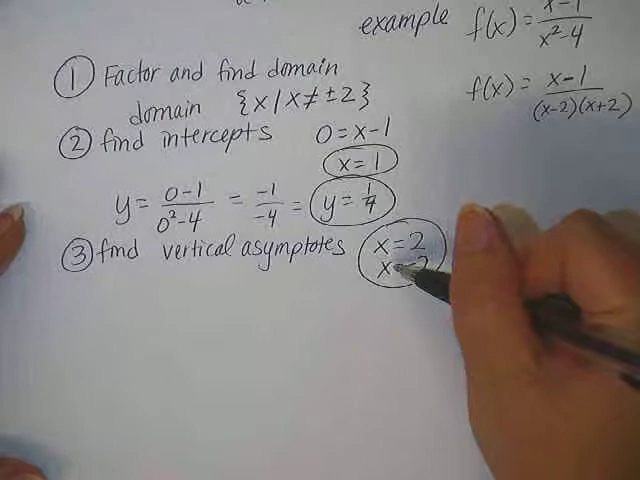 example f(x) = x-1 / x²-4
① Factor and find domain
domain {x / x ≠ ±2}
f(x) = x-1 / (x-2)(x+2)
② find intercepts 0 = x-1
x = 1
y = 0-1 / 0²-4 = -1 / -4 = y = 1/4
③ find vertical asymptotes x = 2
x = -2